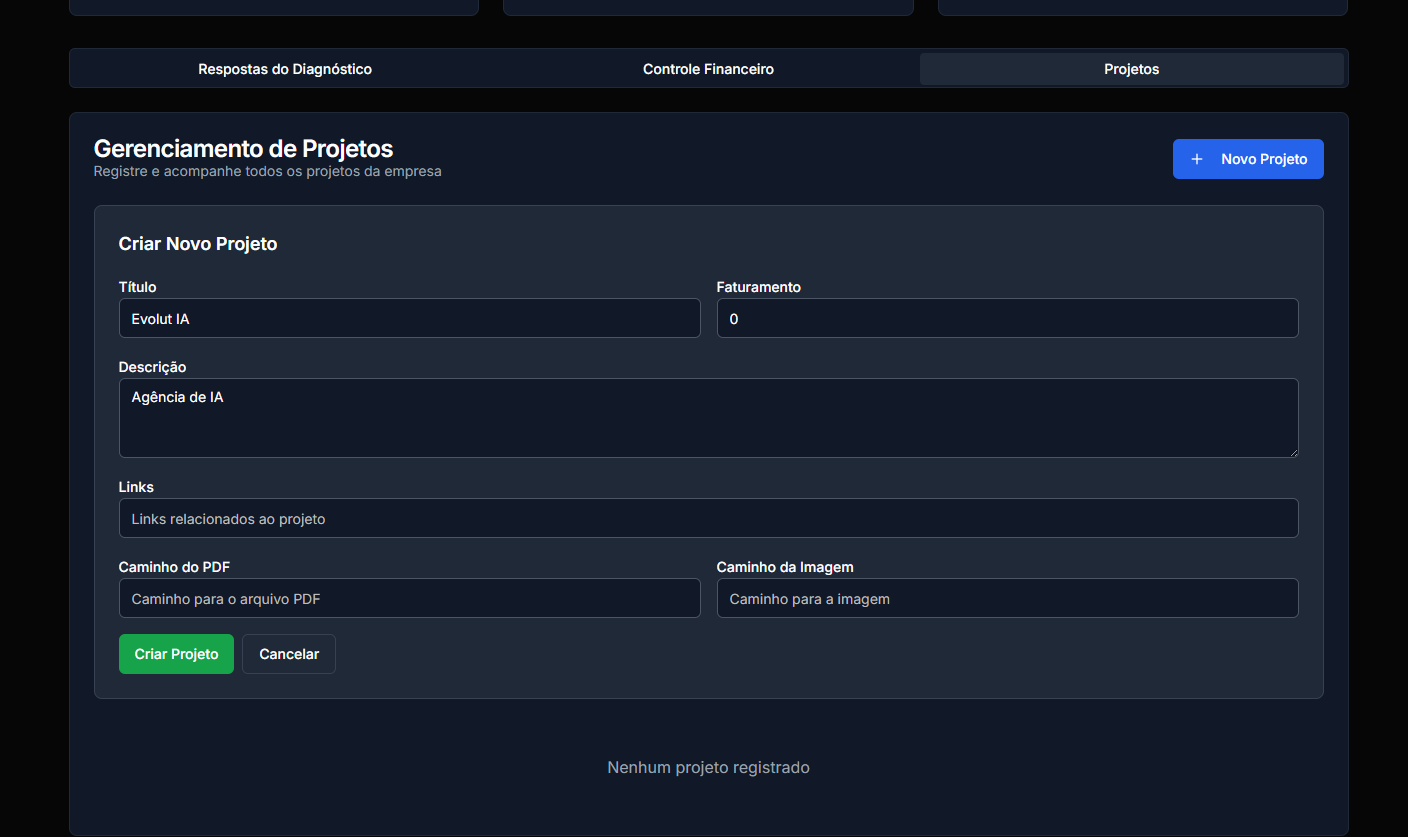 Respostas do Diagnóstico
Controle Financeiro
Projetos
Gerenciamento de Projetos
Registre e acompanhe todos os projetos da empresa
+ Novo Projeto
Criar Novo Projeto
Título
Faturamento
Evolut IA
0
Descrição
Agência de IA
Links
Links relacionados ao projeto
Caminho do PDF
Caminho da Imagem
Caminho para o arquivo PDF
Caminho para a imagem
Criar Projeto
Cancelar
Nenhum projeto registrado